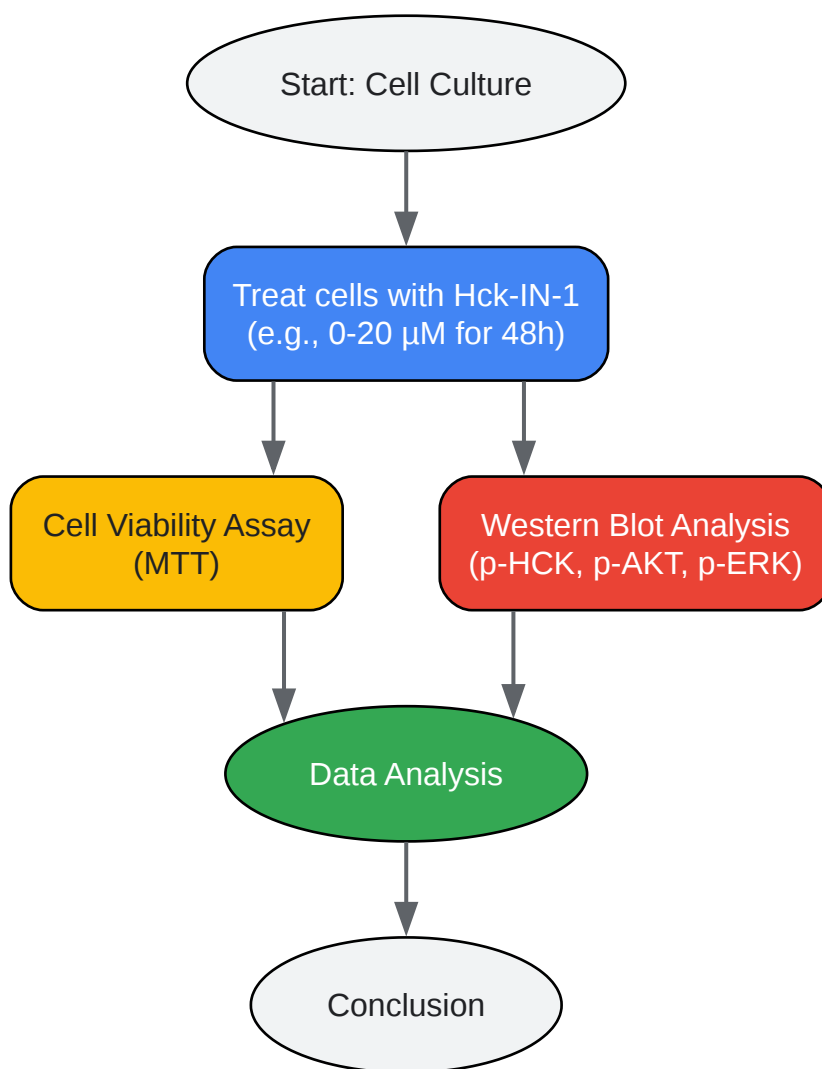 Start: Cell Culture
Treat cells with Hck-IN-1
(e.g., 0-20 µM for 48h)
Cell Viability Assay
(MTT)
Western Blot Analysis
(p-HCK, p-AKT, p-ERK)
Data Analysis
Conclusion